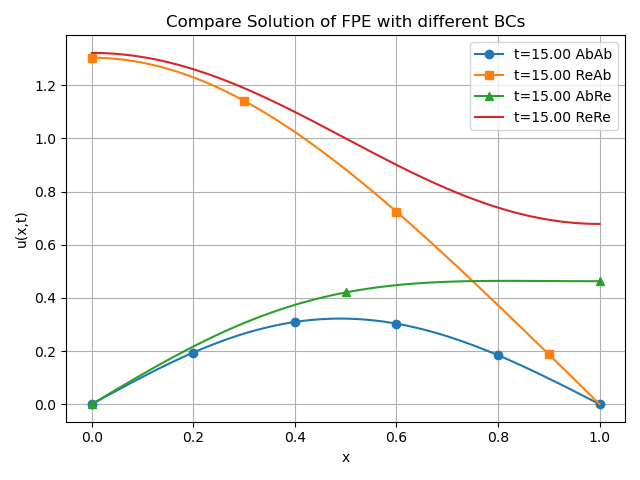 Compare Solution of FPE with different BCs
t=15.00 AbAb
t=15.00 ReAb
t=15.00 AbRe
t=15.00 ReRe
u(x,t)
1.2
1.0
0.8
0.6
0.4
0.2
0.0
0.0 0.2 0.4 0.6 0.8 1.0
x